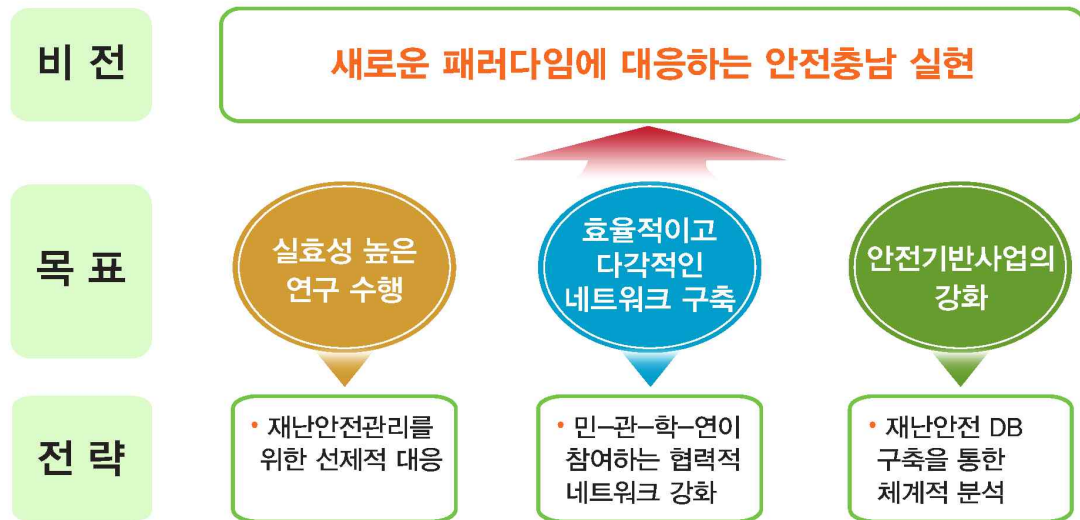 비 전
새로운 패러다임에 대응하는 안전충남 실현
목 표
실효성 높은
연구 수행
효율적이고
다각적인
네트워크 구축
안전기반사업의
강화
전 략
• 재난안전관리를
위한 선제적 대응
• 민-관-학-연이
참여하는 협력적
네트워크 강화
• 재난안전 DB
구축을 통한
체계적 분석